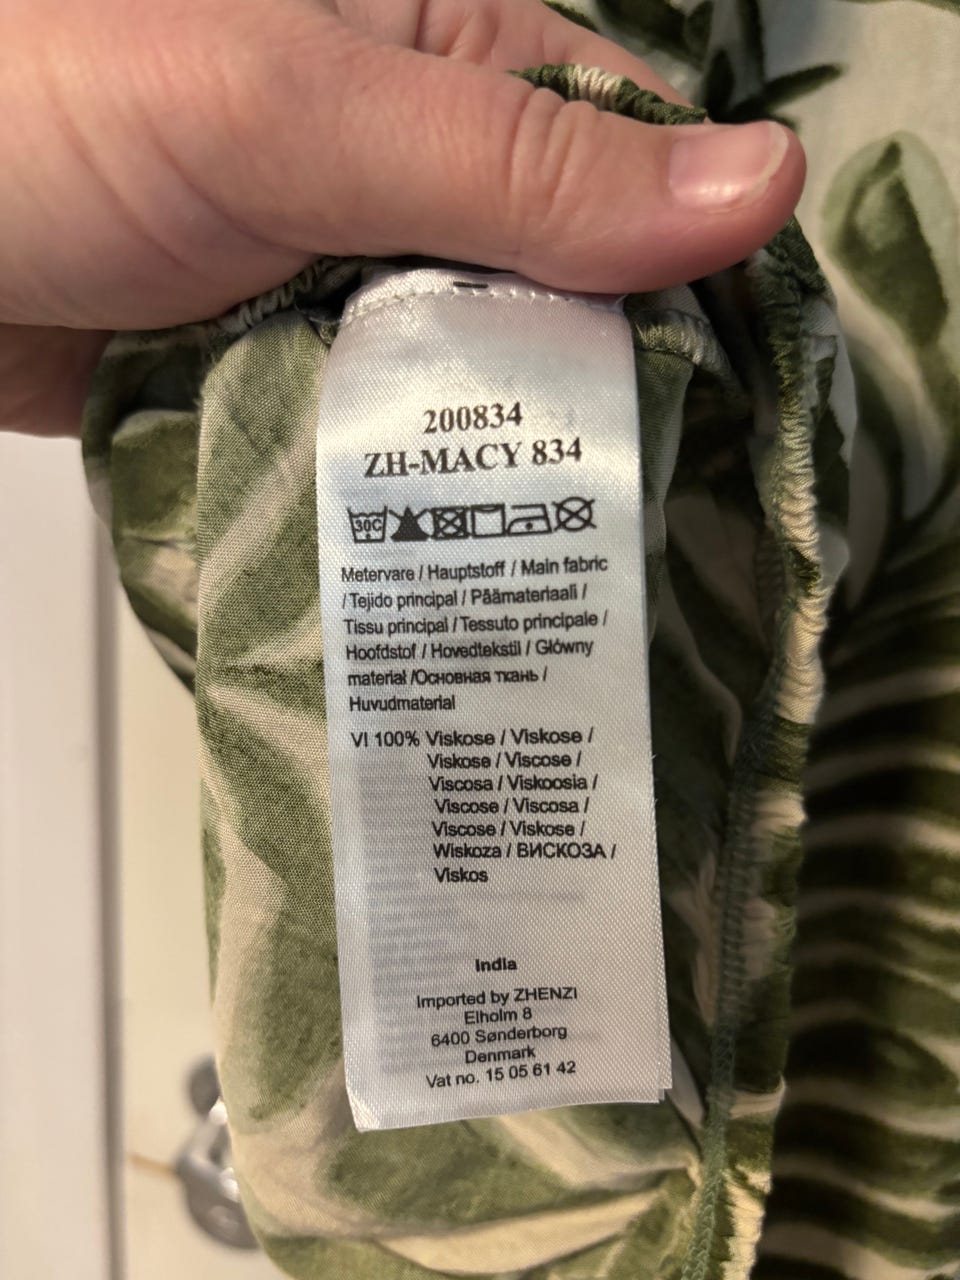 200834
ZH-MACY 834
30C
Metervare / Hauptstoff / Main fabric
/ Tejido principal / Päämateriaali /
Tissu principal / Tessuto principale /
Hoofdstof / Hovedtekstil / Główny
materiał /Основная ткань /
Huvudmaterial
VI 100% Viskose / Viskose /
Viskose / Viscose /
Viscosa / Viskoosia /
Viscose / Viscosa /
Viscose / Viskose /
Wiskoza / ВИСКОЗА /
Viskos
India
Imported by ZHENZI
Elholm 8
6400 Sønderborg
Denmark
Vat no. 15 05 61 42